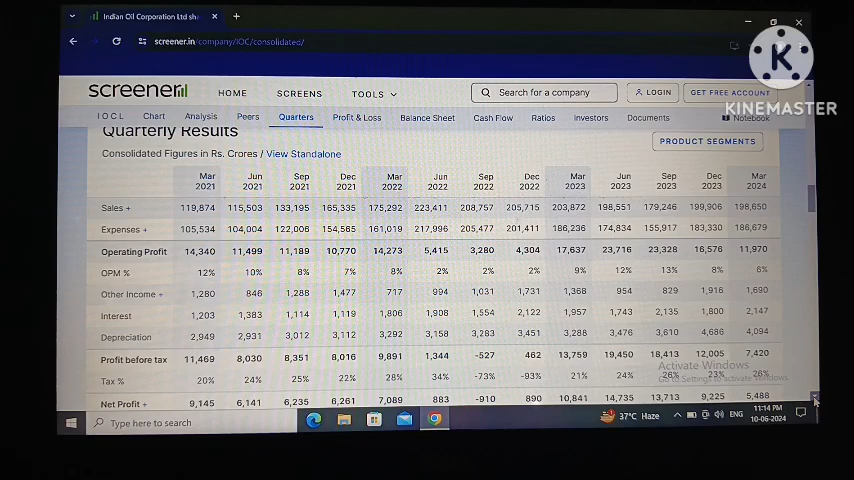 Indian Oil Corporation Ltd sha
screener.in/company/IOC/consolidated/
KINEMASTER
screener HOME SCREENS TOOLS Search for a company LOGIN GET FREE ACCOUNT
I O C L Chart Analysis Peers Quarters Profit & Loss Balance Sheet Cash Flow Ratios Investors Documents Notebook
Quarterly Results
Consolidated Figures in Rs. Crores / View Standalone
PRODUCT SEGMENTS
Mar 2021 Jun 2021 Sep 2021 Dec 2021 Mar 2022 Jun 2022 Sep 2022 Dec 2022 Mar 2023 Jun 2023 Sep 2023 Dec 2023 Mar 2024
Sales + 119,874 115,503 133,195 165,335 175,292 223,411 208,757 205,715 203,872 198,551 179,246 199,906 198,650
Expenses + 105,534 104,004 122,006 154,565 161,019 217,996 205,477 201,411 186,236 174,834 155,917 183,330 186,679
Operating Profit 14,340 11,499 11,189 10,770 14,273 5,415 3,280 4,304 17,637 23,716 23,328 16,576 11,970
OPM % 12% 10% 8% 7% 8% 2% 2% 2% 9% 12% 13% 8% 6%
Other Income + 1,280 846 1,288 1,477 717 994 1,031 1,731 1,368 954 829 1,916 1,690
Interest 1,203 1,383 1,114 1,119 1,806 1,908 1,554 2,122 1,957 1,743 2,135 1,800 2,147
Depreciation 2,949 2,931 3,012 3,112 3,292 3,158 3,283 3,451 3,288 3,476 3,610 4,686 4,094
Profit before tax 11,469 8,030 8,351 8,016 9,891 1,344 -527 462 13,759 19,450 18,413 12,005 7,420
Activate Windows
Go to Settings to activate Windows.
Tax % 20% 24% 25% 22% 28% 34% -73% -93% 21% 24% 26% 23% 26%
Net Profit + 9,145 6,141 6,235 6,261 7,089 883 -910 890 10,841 14,735 13,713 9,225 5,488
Type here to search 37°C Haze ENG 11:14 PM
10-06-2024